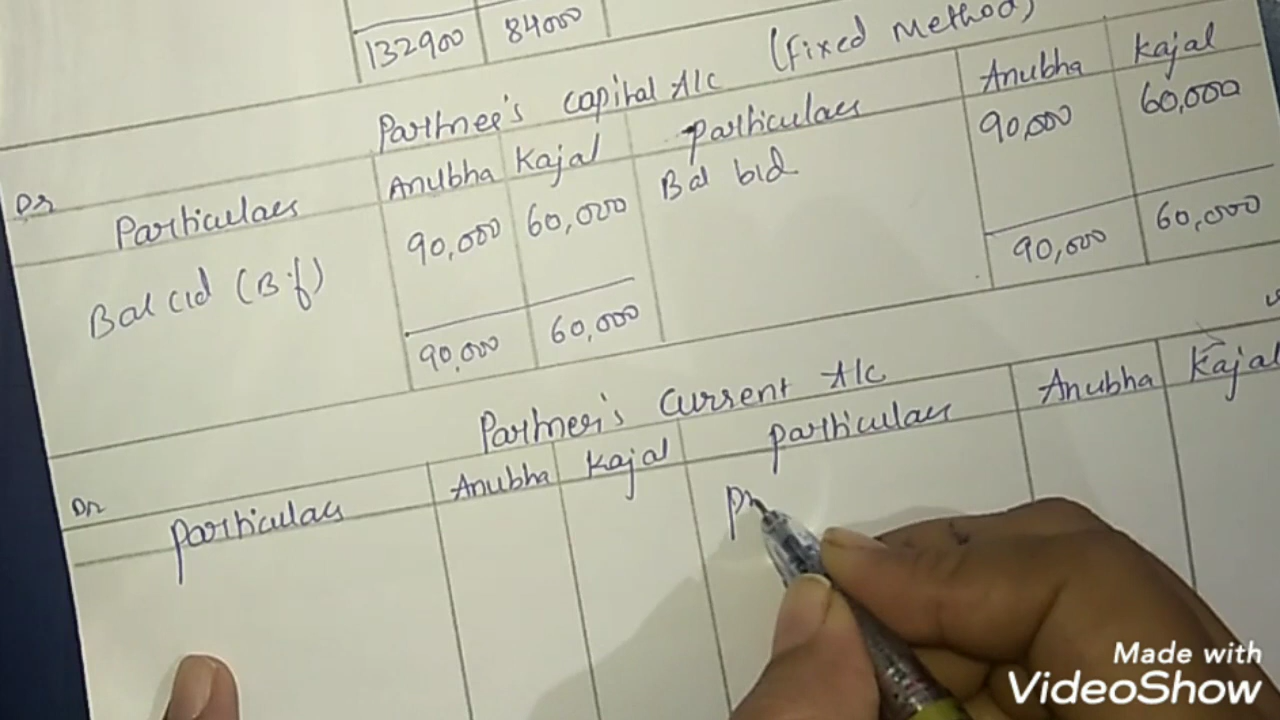 132900 84000
Partner's capital A/c (fixed Method)
Dr Particulars Anubha Kajal Particulars Anubha Kajal
Bal c/d (B.f) 90,000 60,000 Bal b/d 90,000 60,000
90,000 60,000 90,000 60,000
Partner's Current A/c
Dr Particulars Anubha Kajal particulars Anubha Kajal
Made with
VideoShow